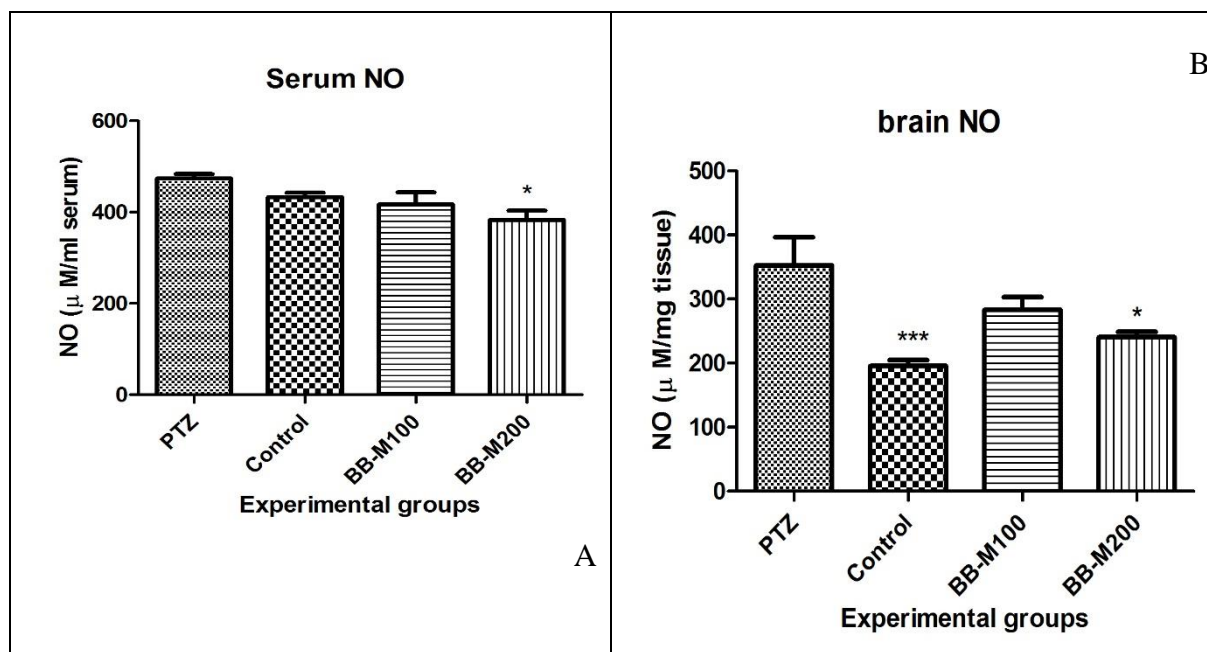 Serum NO
600
400
200
0
NO (μ M/ml serum)
*
PTZ
Control
BB-M100
BB-M200
Experimental groups
A
B
brain NO
500
400
300
200
100
0
NO (μ M/mg tissue)
***
*
PTZ
Control
BB-M100
BB-M200
Experimental groups